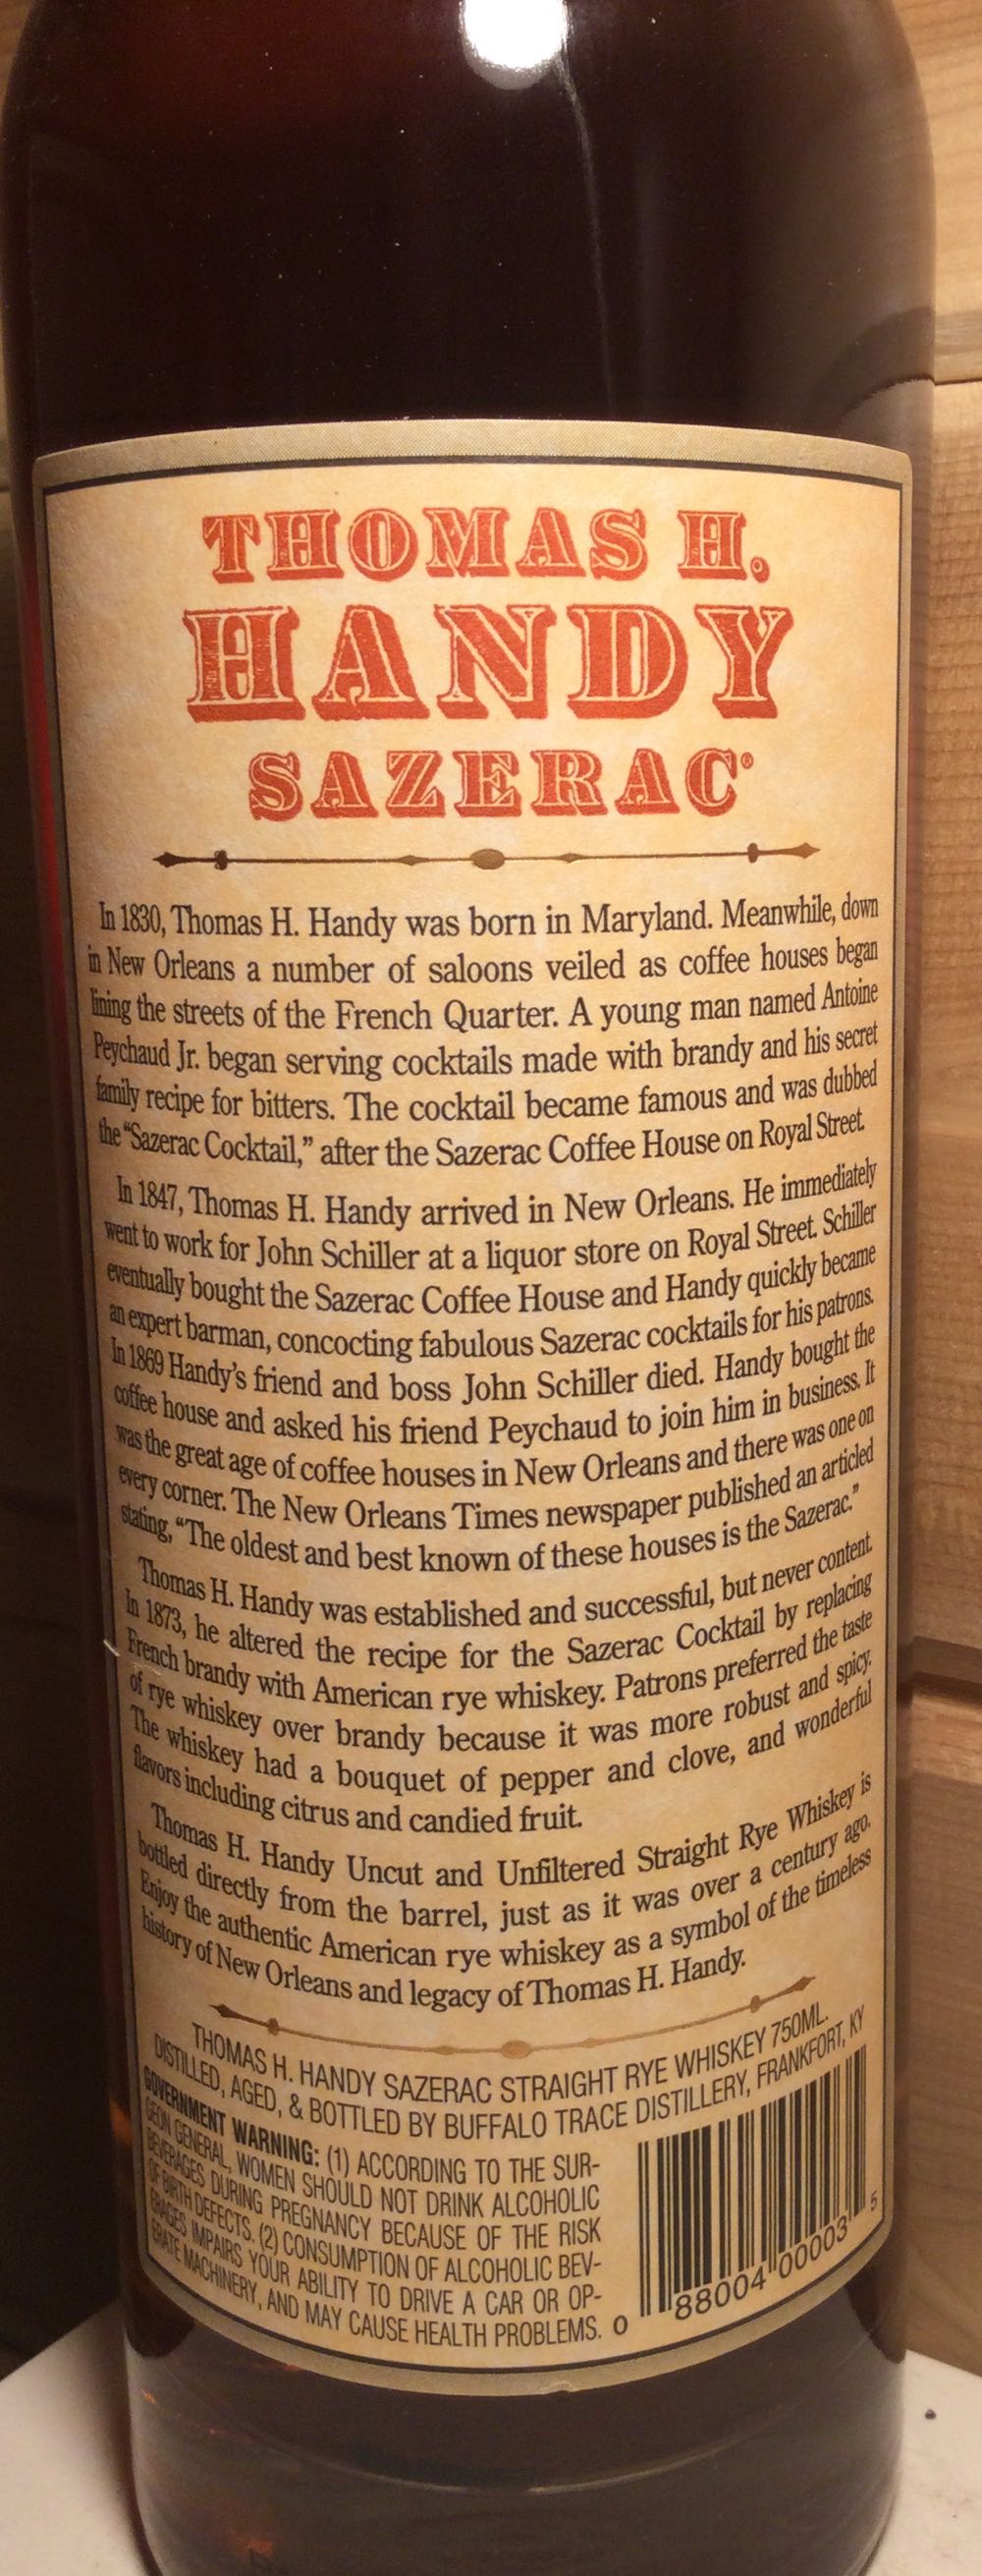 THOMAS H.
HANDY
SAZERAC®
In 1830, Thomas H. Handy was born in Maryland. Meanwhile, down
in New Orleans a number of saloons veiled as coffee houses began
lining the streets of the French Quarter. A young man named Antoine
Peychaud Jr. began serving cocktails made with brandy and his secret
family recipe for bitters. The cocktail became famous and was dubbed
the "Sazerac Cocktail," after the Sazerac Coffee House on Royal Street.
In 1847, Thomas H. Handy arrived in New Orleans. He immediately
went to work for John Schiller at a liquor store on Royal Street. Schiller
eventually bought the Sazerac Coffee House and Handy quickly became
an expert barman, concocting fabulous Sazerac cocktails for his patrons.
In 1869 Handy's friend and boss John Schiller died. Handy bought the
coffee house and asked his friend Peychaud to join him in business. It
was the great age of coffee houses in New Orleans and there was one on
every corner. The New Orleans Times newspaper published an articled
stating, "The oldest and best known of these houses is the Sazerac."
Thomas H. Handy was established and successful, but never content.
In 1873, he altered the recipe for the Sazerac Cocktail by replacing
French brandy with American rye whiskey. Patrons preferred the taste
of rye whiskey over brandy because it was more robust and spicy.
The whiskey had a bouquet of pepper and clove, and wonderful
flavors including citrus and candied fruit.
Thomas H. Handy Uncut and Unfiltered Straight Rye Whiskey is
bottled directly from the barrel, just as it was over a century ago.
Enjoy the authentic American rye whiskey as a symbol of the timeless
history of New Orleans and legacy of Thomas H. Handy.
THOMAS H. HANDY SAZERAC STRAIGHT RYE WHISKEY 750ML.
DISTILLED, AGED, & BOTTLED BY BUFFALO TRACE DISTILLERY, FRANKFORT, KY
GOVERNMENT WARNING: (1) ACCORDING TO THE SUR-
GEON GENERAL, WOMEN SHOULD NOT DRINK ALCOHOLIC
BEVERAGES DURING PREGNANCY BECAUSE OF THE RISK
OF BIRTH DEFECTS. (2) CONSUMPTION OF ALCOHOLIC BEV-
ERAGES IMPAIRS YOUR ABILITY TO DRIVE A CAR OR OP-
ERATE MACHINERY, AND MAY CAUSE HEALTH PROBLEMS.
0 88004 00003 5